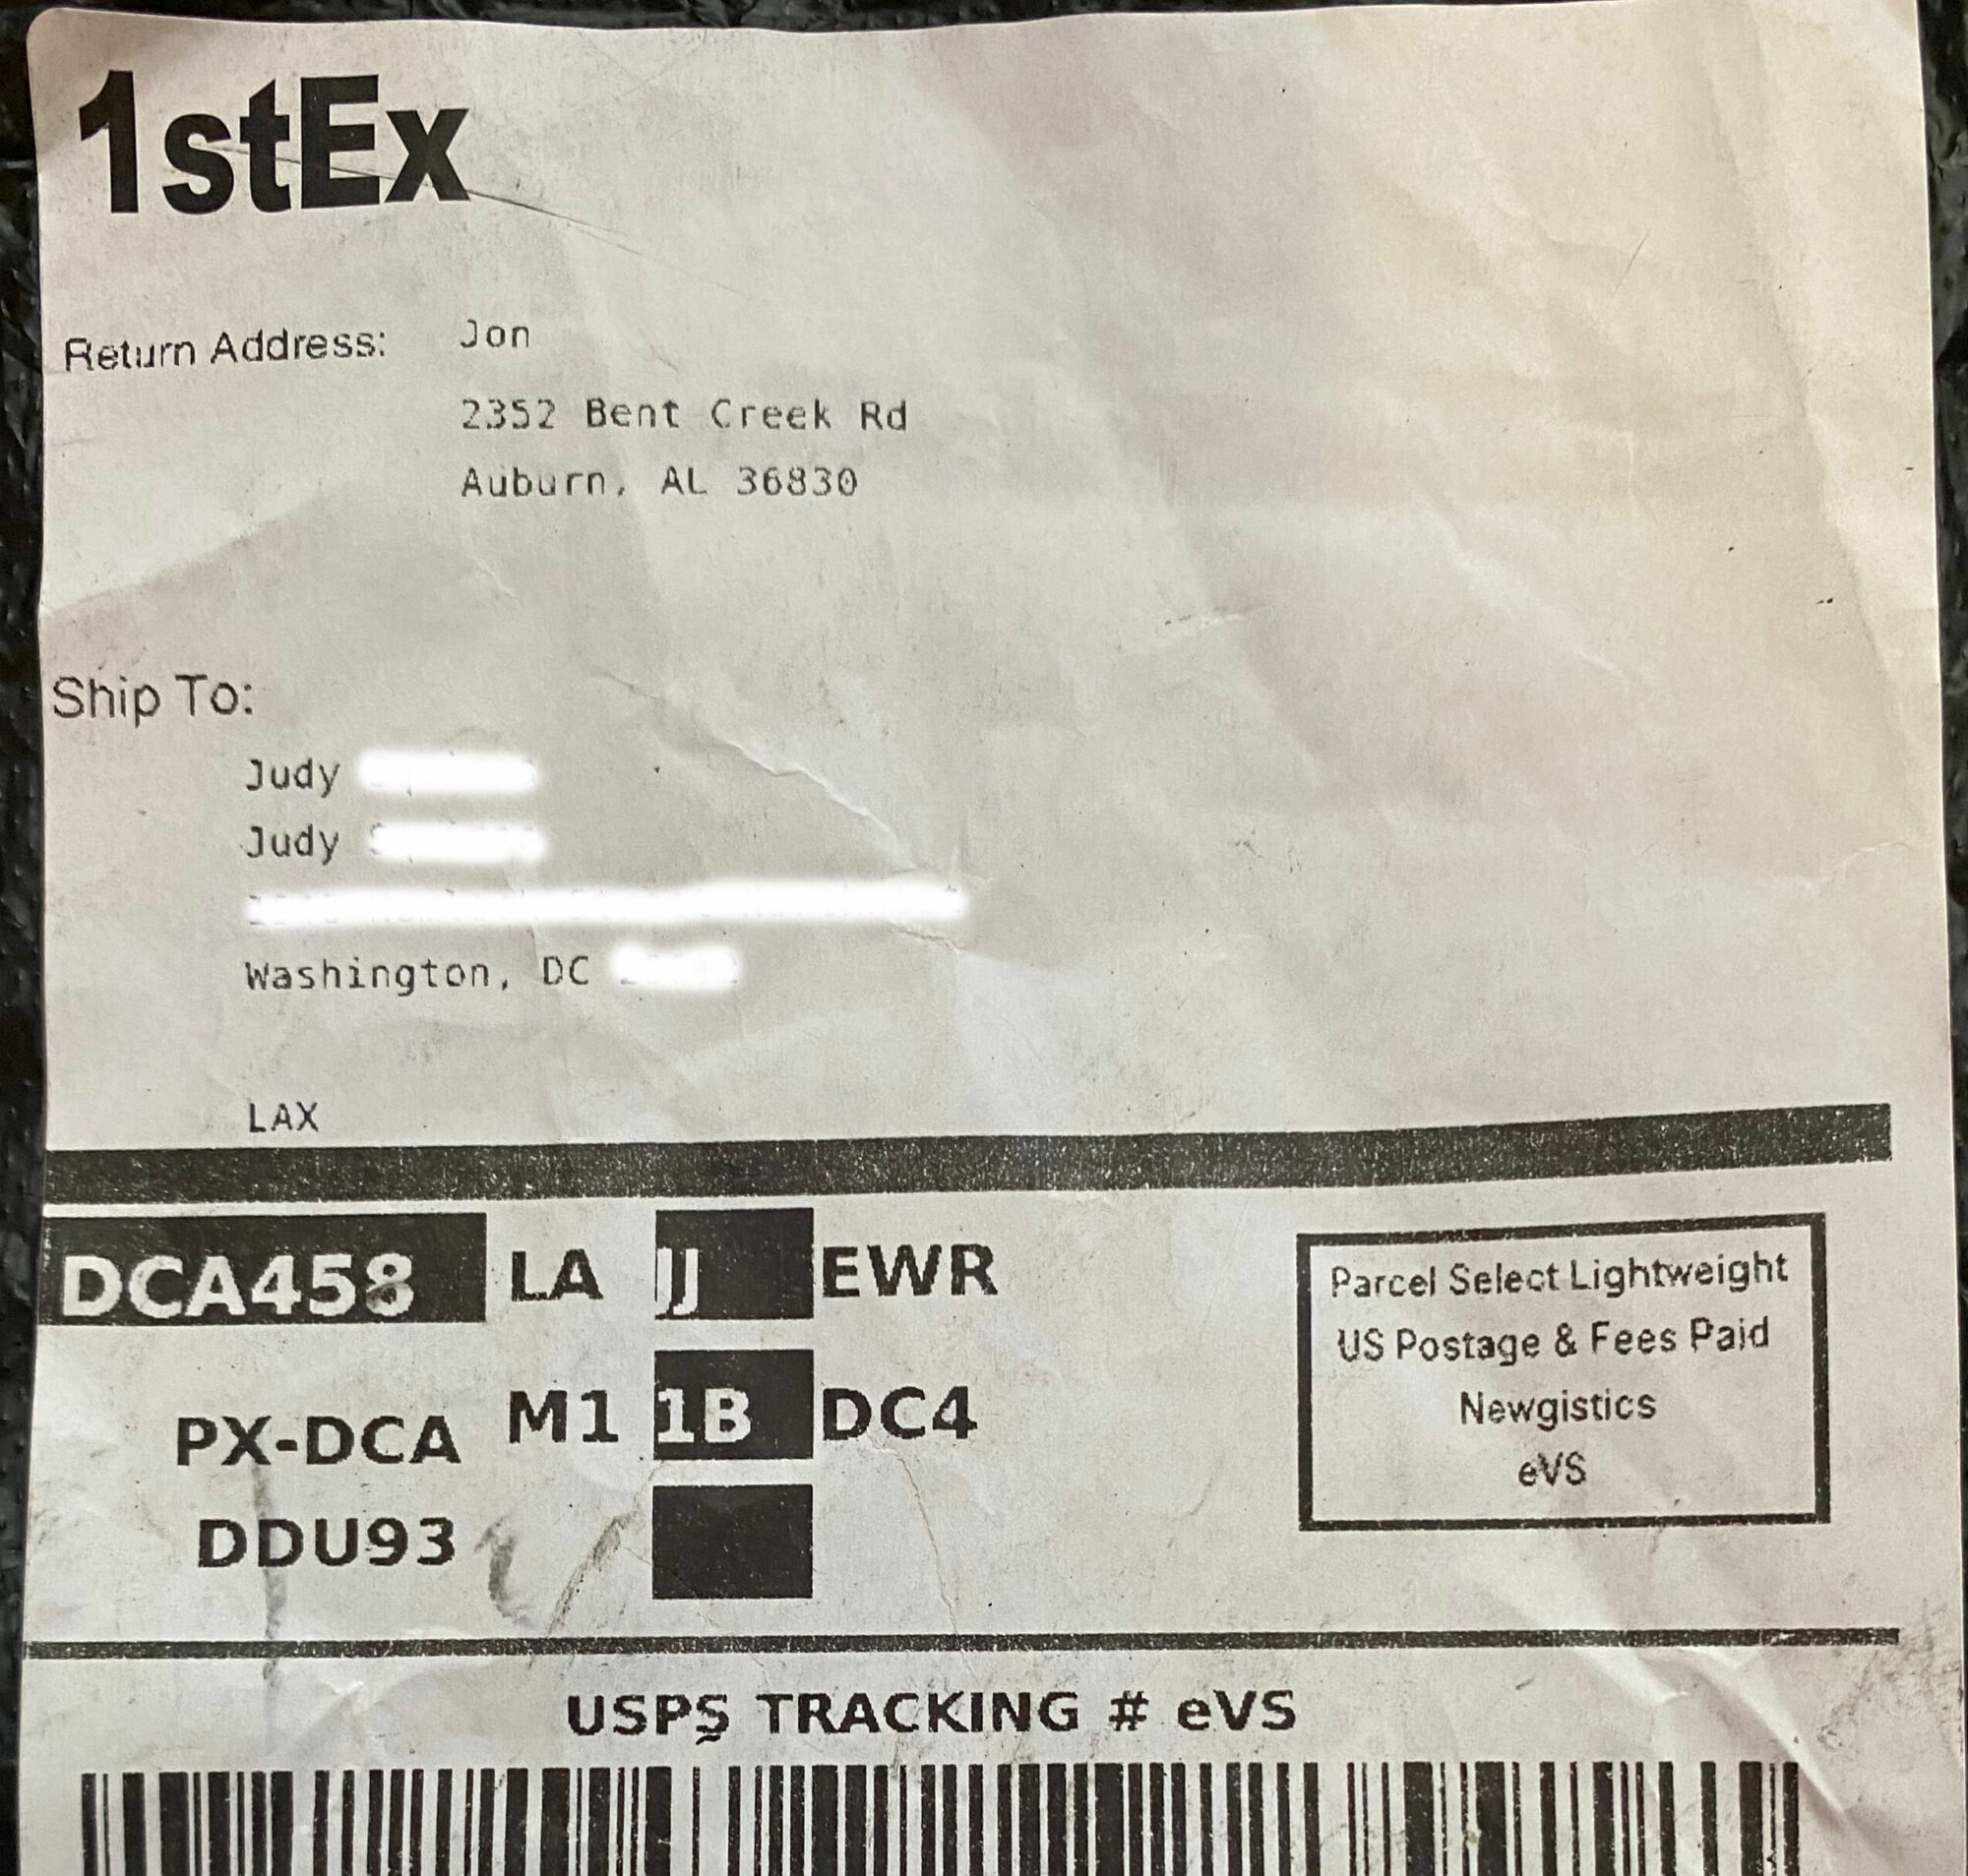 1stEx
Return Address: Jon
2352 Bent Creek Rd
Auburn, AL 36830
Ship To:
Judy
Judy
Washington, DC
LAX
DCA458 LA IJ EWR
PX-DCA M1 1B DC4
DDU93
Parcel Select Lightweight
US Postage & Fees Paid
Newgistics
eVS
USPS TRACKING # eVS